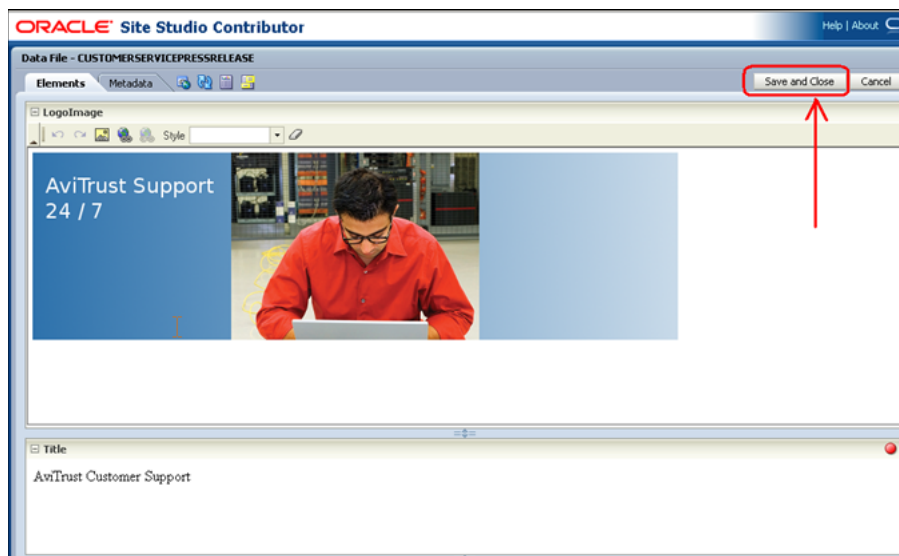 ORACLE Site Studio Contributor
Help | About
Data File - CUSTOMERSERVICEPRESSRELEASE
Elements Metadata
Save and Close Cancel
LogoImage
Style
AviTrust Support
24 / 7
Title
AviTrust Customer Support